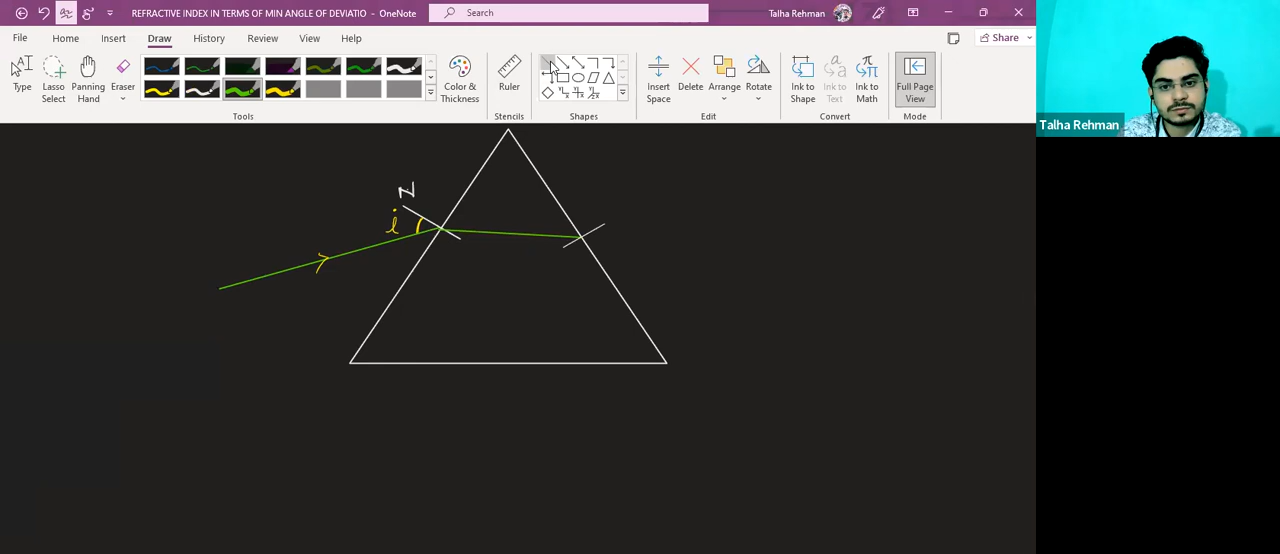 REFRACTIVE INDEX IN TERMS OF MIN ANGLE OF DEVIATIO - OneNote
Search
Talha Rehman
File
Home
Insert
Draw
History
Review
View
Help
Share
Type
Lasso
Select
Panning
Hand
Eraser
Color &
Thickness
Ruler
Insert
Space
Delete
Arrange
Rotate
Ink to
Shape
Ink to
Text
Ink to
Math
Full Page
View
Tools
Stencils
Shapes
Edit
Convert
Mode
Talha Rehman
N
i